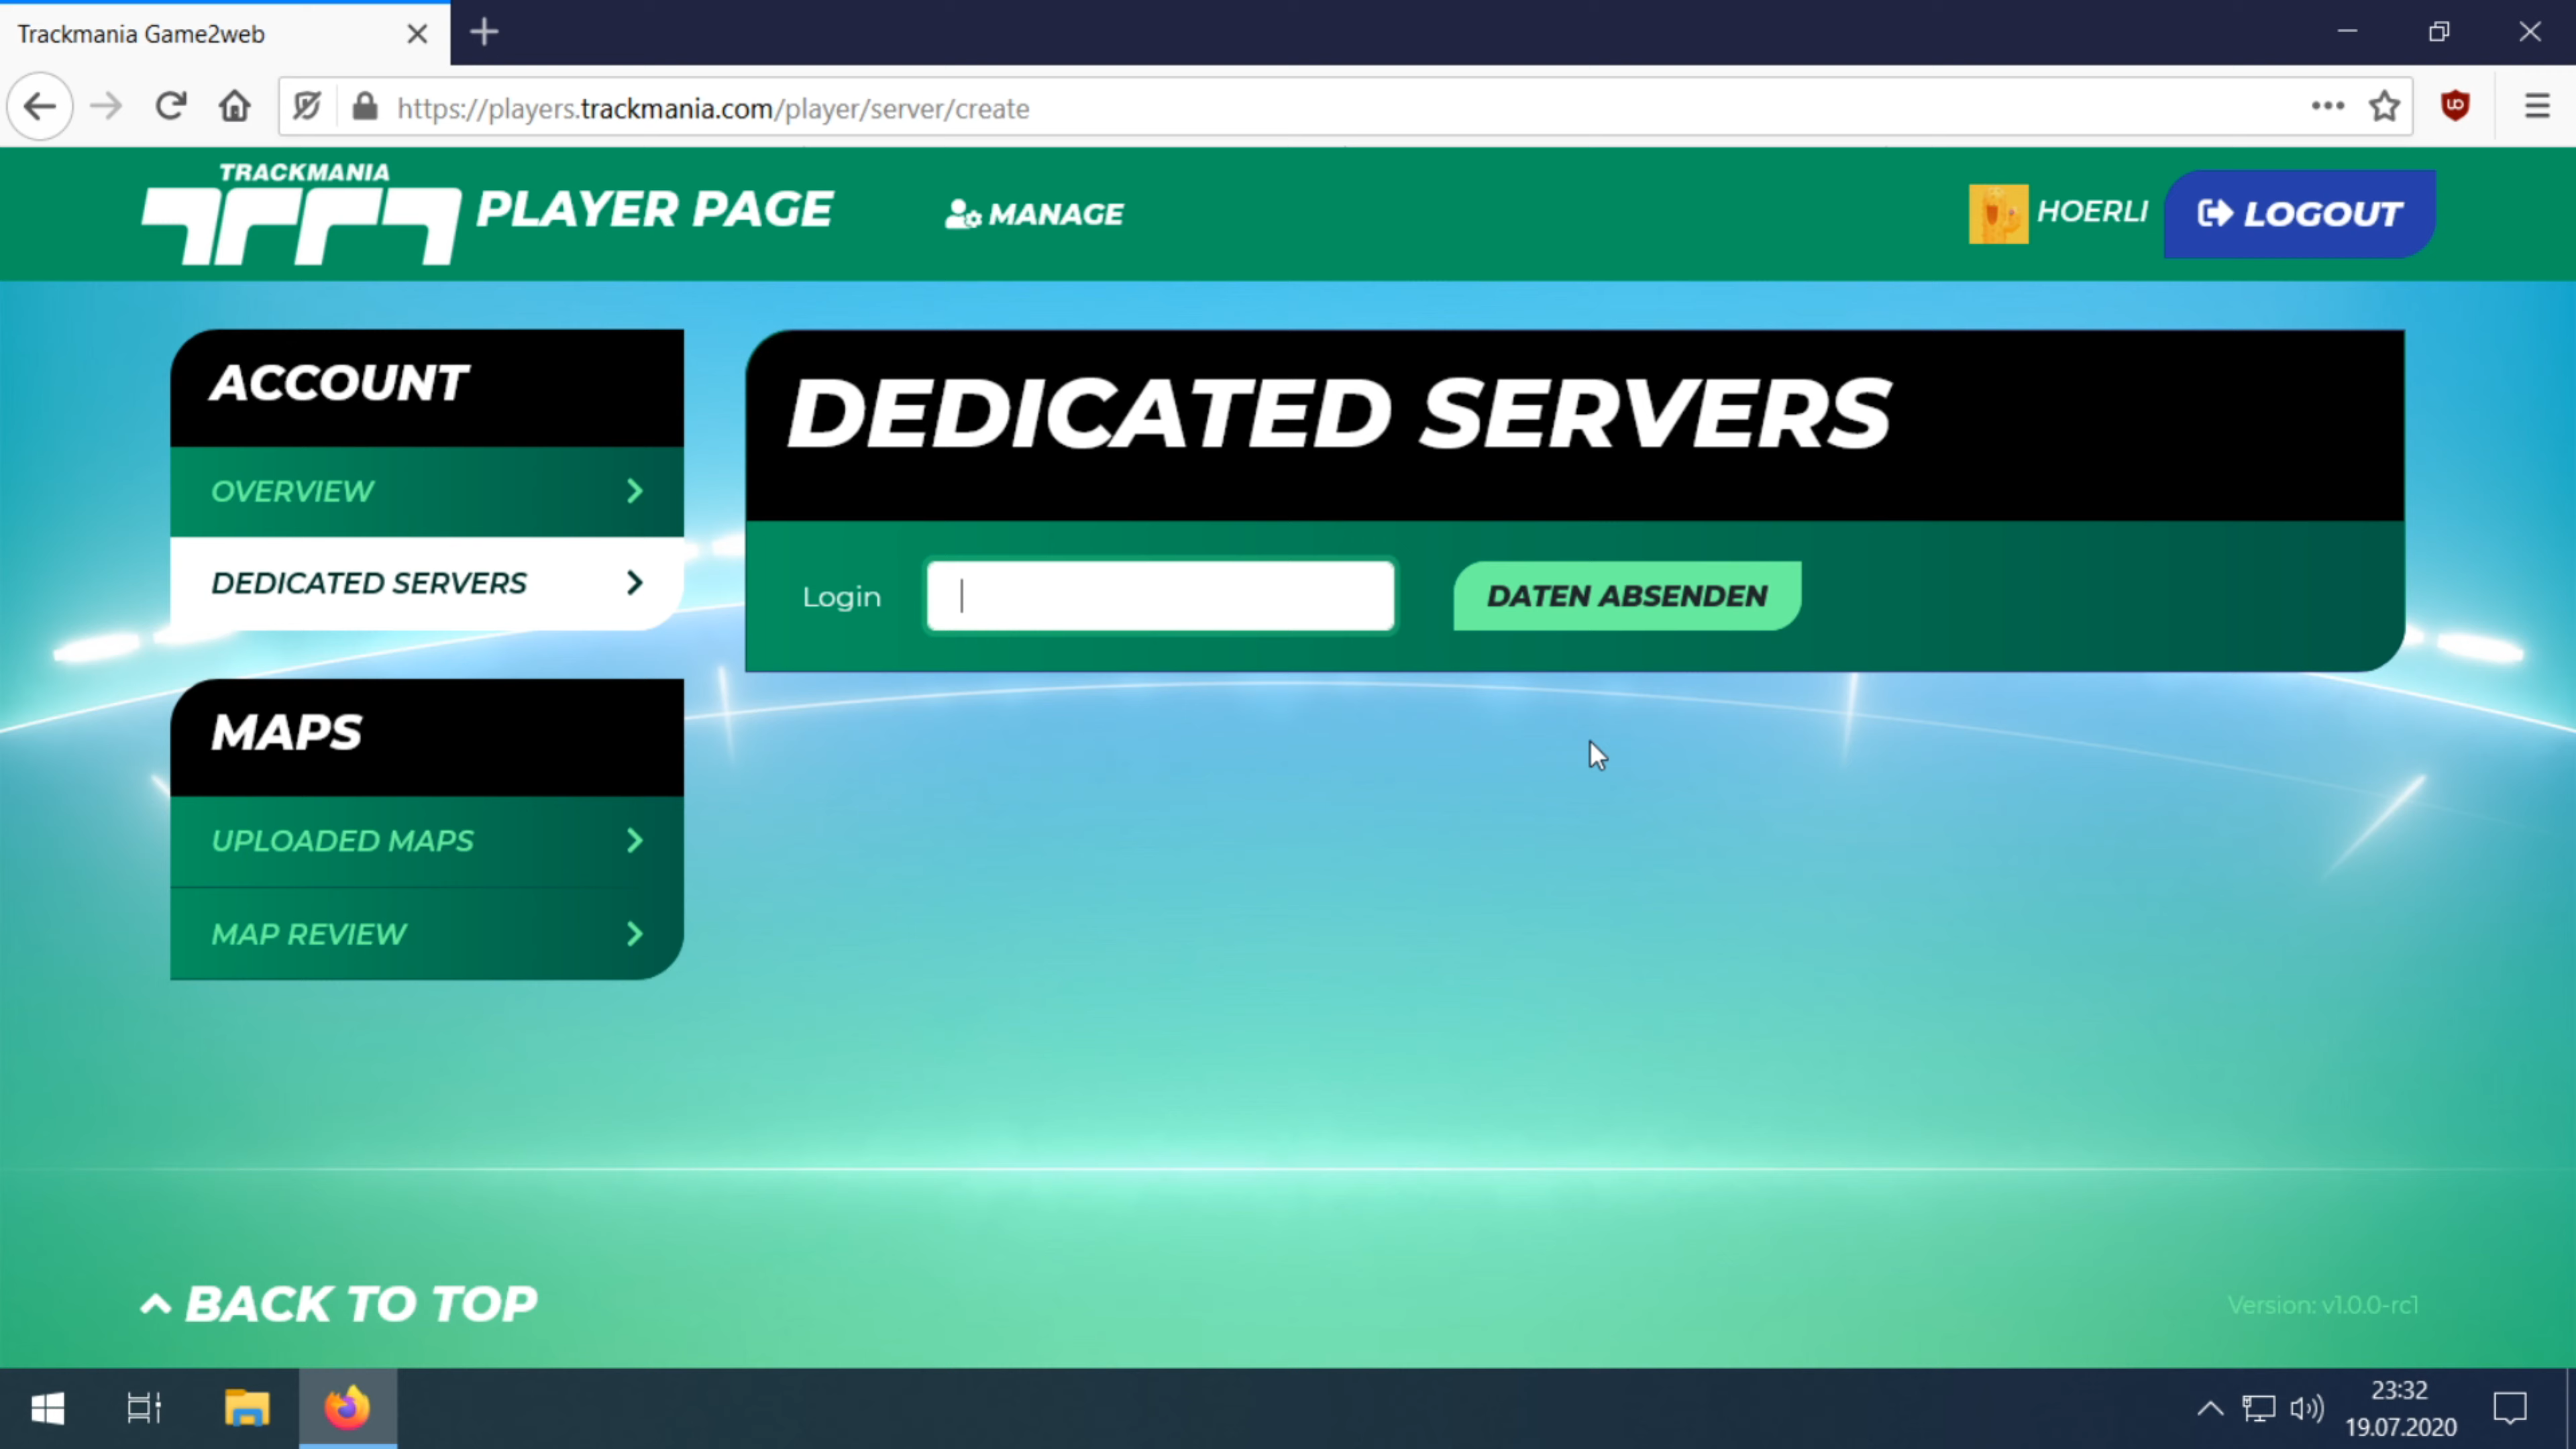 Trackmania Game2web
https://players.trackmania.com/player/server/create
TRACKMANIA
PLAYER PAGE
MANAGE
HOERLI
LOGOUT
ACCOUNT
OVERVIEW
DEDICATED SERVERS
MAPS
UPLOADED MAPS
MAP REVIEW
DEDICATED SERVERS
Login
DATEN ABSENDEN
BACK TO TOP
Version: v1.0.0-rc1
23:32
19.07.2020